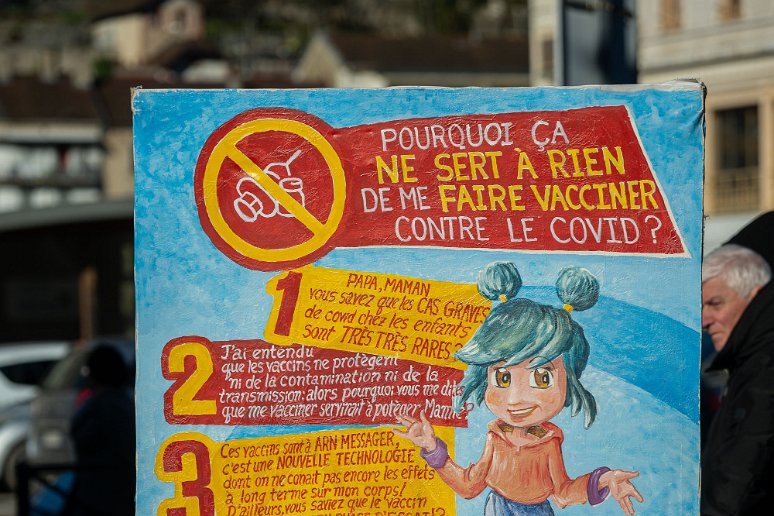 POURQUOI ÇA
NE SERT À RIEN
DE ME FAIRE VACCINER
CONTRE LE COVID ?
1
PAPA, MAMAN
vous savez que les CAS GRAVES
de covid chez les enfants
sont TRÈS TRÈS RARES ?
2
J'ai entendu
que les vaccins ne protègent
ni de la contamination ni de la
transmission: alors pourquoi vous me dites
que me vacciner servirait à protéger Mamie ?
3
Ces vaccins sont à ARN MESSAGER,
c'est une NOUVELLE TECHNOLOGIE
dont on ne connait pas encore les effets
à long terme sur mon corps!
D'ailleurs, vous saviez que le vaccin